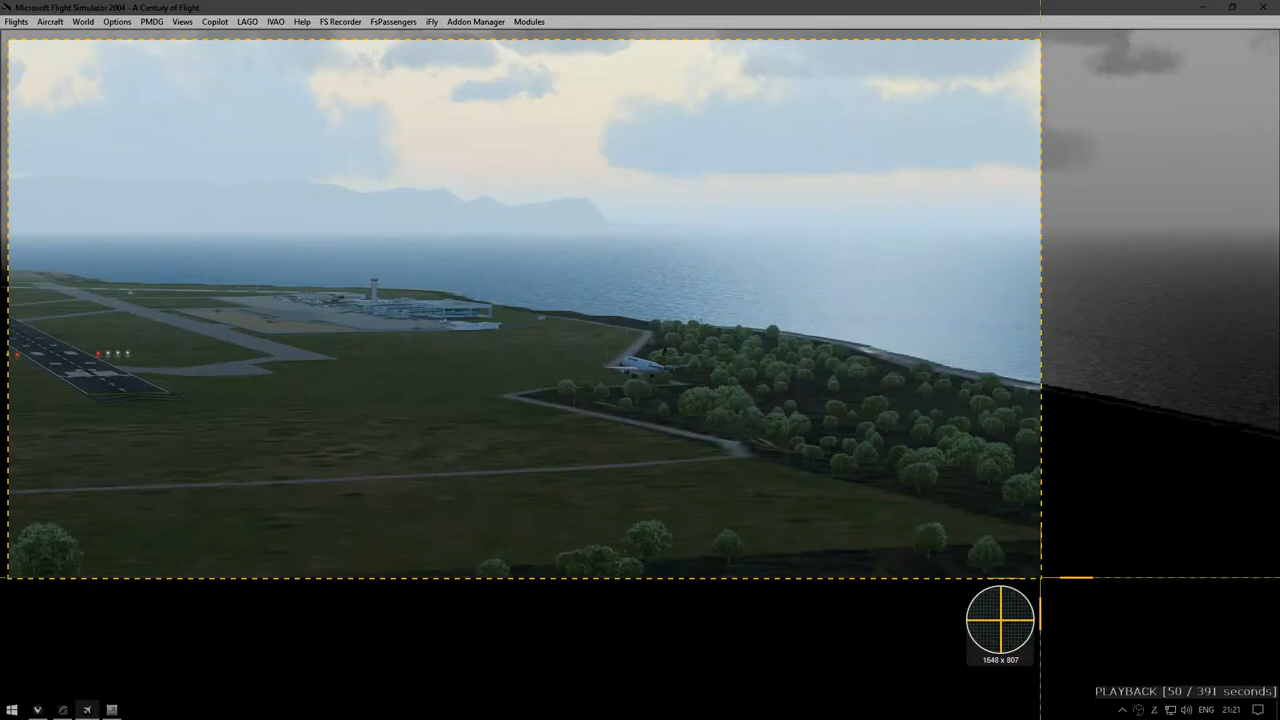 Microsoft Flight Simulator 2004 - A Century of Flight
Flights Aircraft World Options PMDG Views Copilot LAGO IVAO Help FS Recorder FsPassengers iFly Addon Manager Modules
1548 x 807
PLAYBACK [50 / 391 seconds]
ENG 21:21